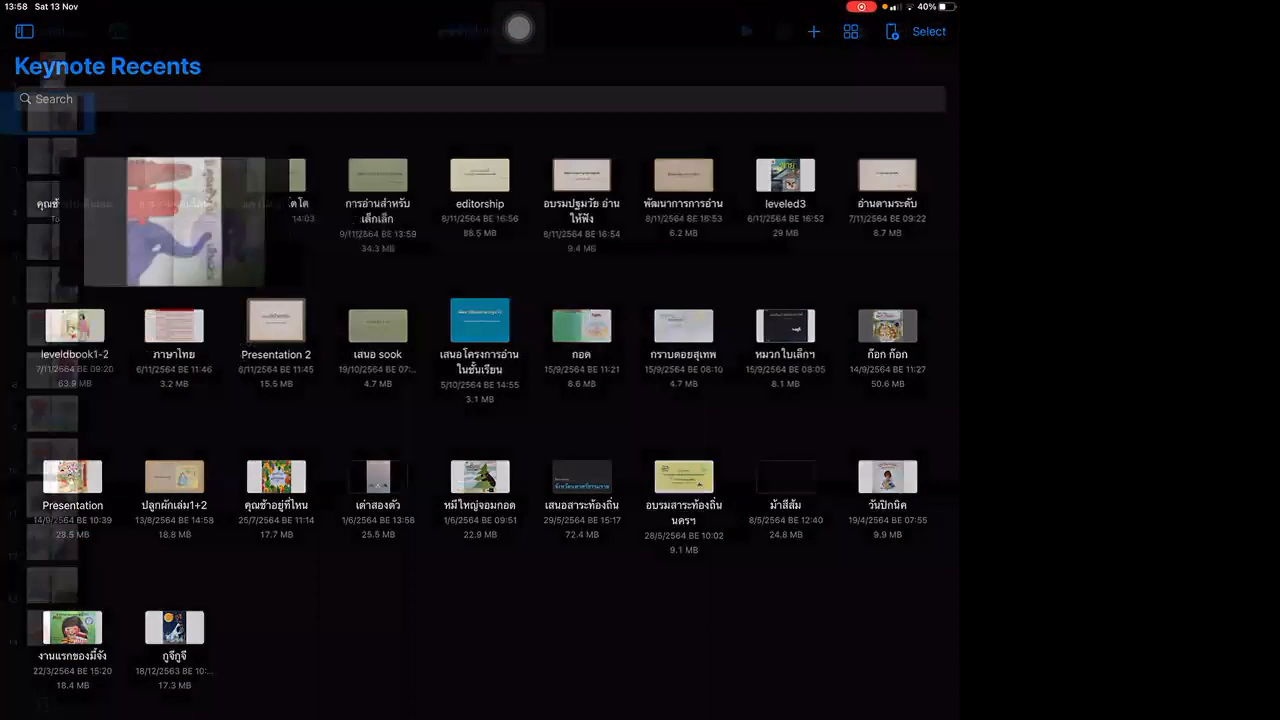 13:58 Sat 13 Nov
40%
Select
Keynote Recents
Search
14:03
การอ่านสำหรับ
เด็กเล็ก
9/11/2564 BE 13:59
34.3 MB
editorship
8/11/2564 BE 16:56
88.5 MB
อบรมปฐมวัย อ่าน
ให้ฟัง
8/11/2564 BE 16:54
9.4 MB
พัฒนาการการอ่าน
8/11/2564 BE 16:53
6.2 MB
leveled3
6/11/2564 BE 16:52
29 MB
อ่านตามระดับ
7/11/2564 BE 09:22
8.7 MB
leveldbook1-2
7/11/2564 BE 09:20
63.9 MB
ภาษาไทย
6/11/2564 BE 11:46
3.2 MB
Presentation 2
6/11/2564 BE 11:45
15.5 MB
เสนอ sook
19/10/2564 BE 07:...
4.7 MB
เสนอโครงการอ่าน
ในชั้นเรียน
5/10/2564 BE 14:55
3.1 MB
กอด
15/9/2564 BE 11:21
8.6 MB
กราบดอยสุเทพ
15/9/2564 BE 08:10
4.7 MB
หมวกใบเล็กฯ
15/9/2564 BE 08:05
8.1 MB
ก๊อก ก๊อก
14/9/2564 BE 11:27
50.6 MB
Presentation
14/9/2564 BE 10:39
28.5 MB
ปลูกผักเล่ม1+2
13/8/2564 BE 14:58
18.8 MB
คุณช้าอยู่ที่ไหน
25/7/2564 BE 11:14
17.7 MB
เต่าสองตัว
1/6/2564 BE 13:58
25.5 MB
หมีใหญ่จอมกอด
1/6/2564 BE 09:51
22.9 MB
เสนอสาระท้องถิ่น
29/5/2564 BE 15:17
72.4 MB
อบรมสาระท้องถิ่น
นครฯ
28/5/2564 BE 10:02
9.1 MB
ม้าสีส้ม
8/5/2564 BE 12:40
24.8 MB
วันปิกนิค
19/4/2564 BE 07:55
9.9 MB
งานแรกของมี้จัง
22/3/2564 BE 15:20
18.4 MB
กูจีกูจี
18/12/2563 BE 10:...
17.3 MB